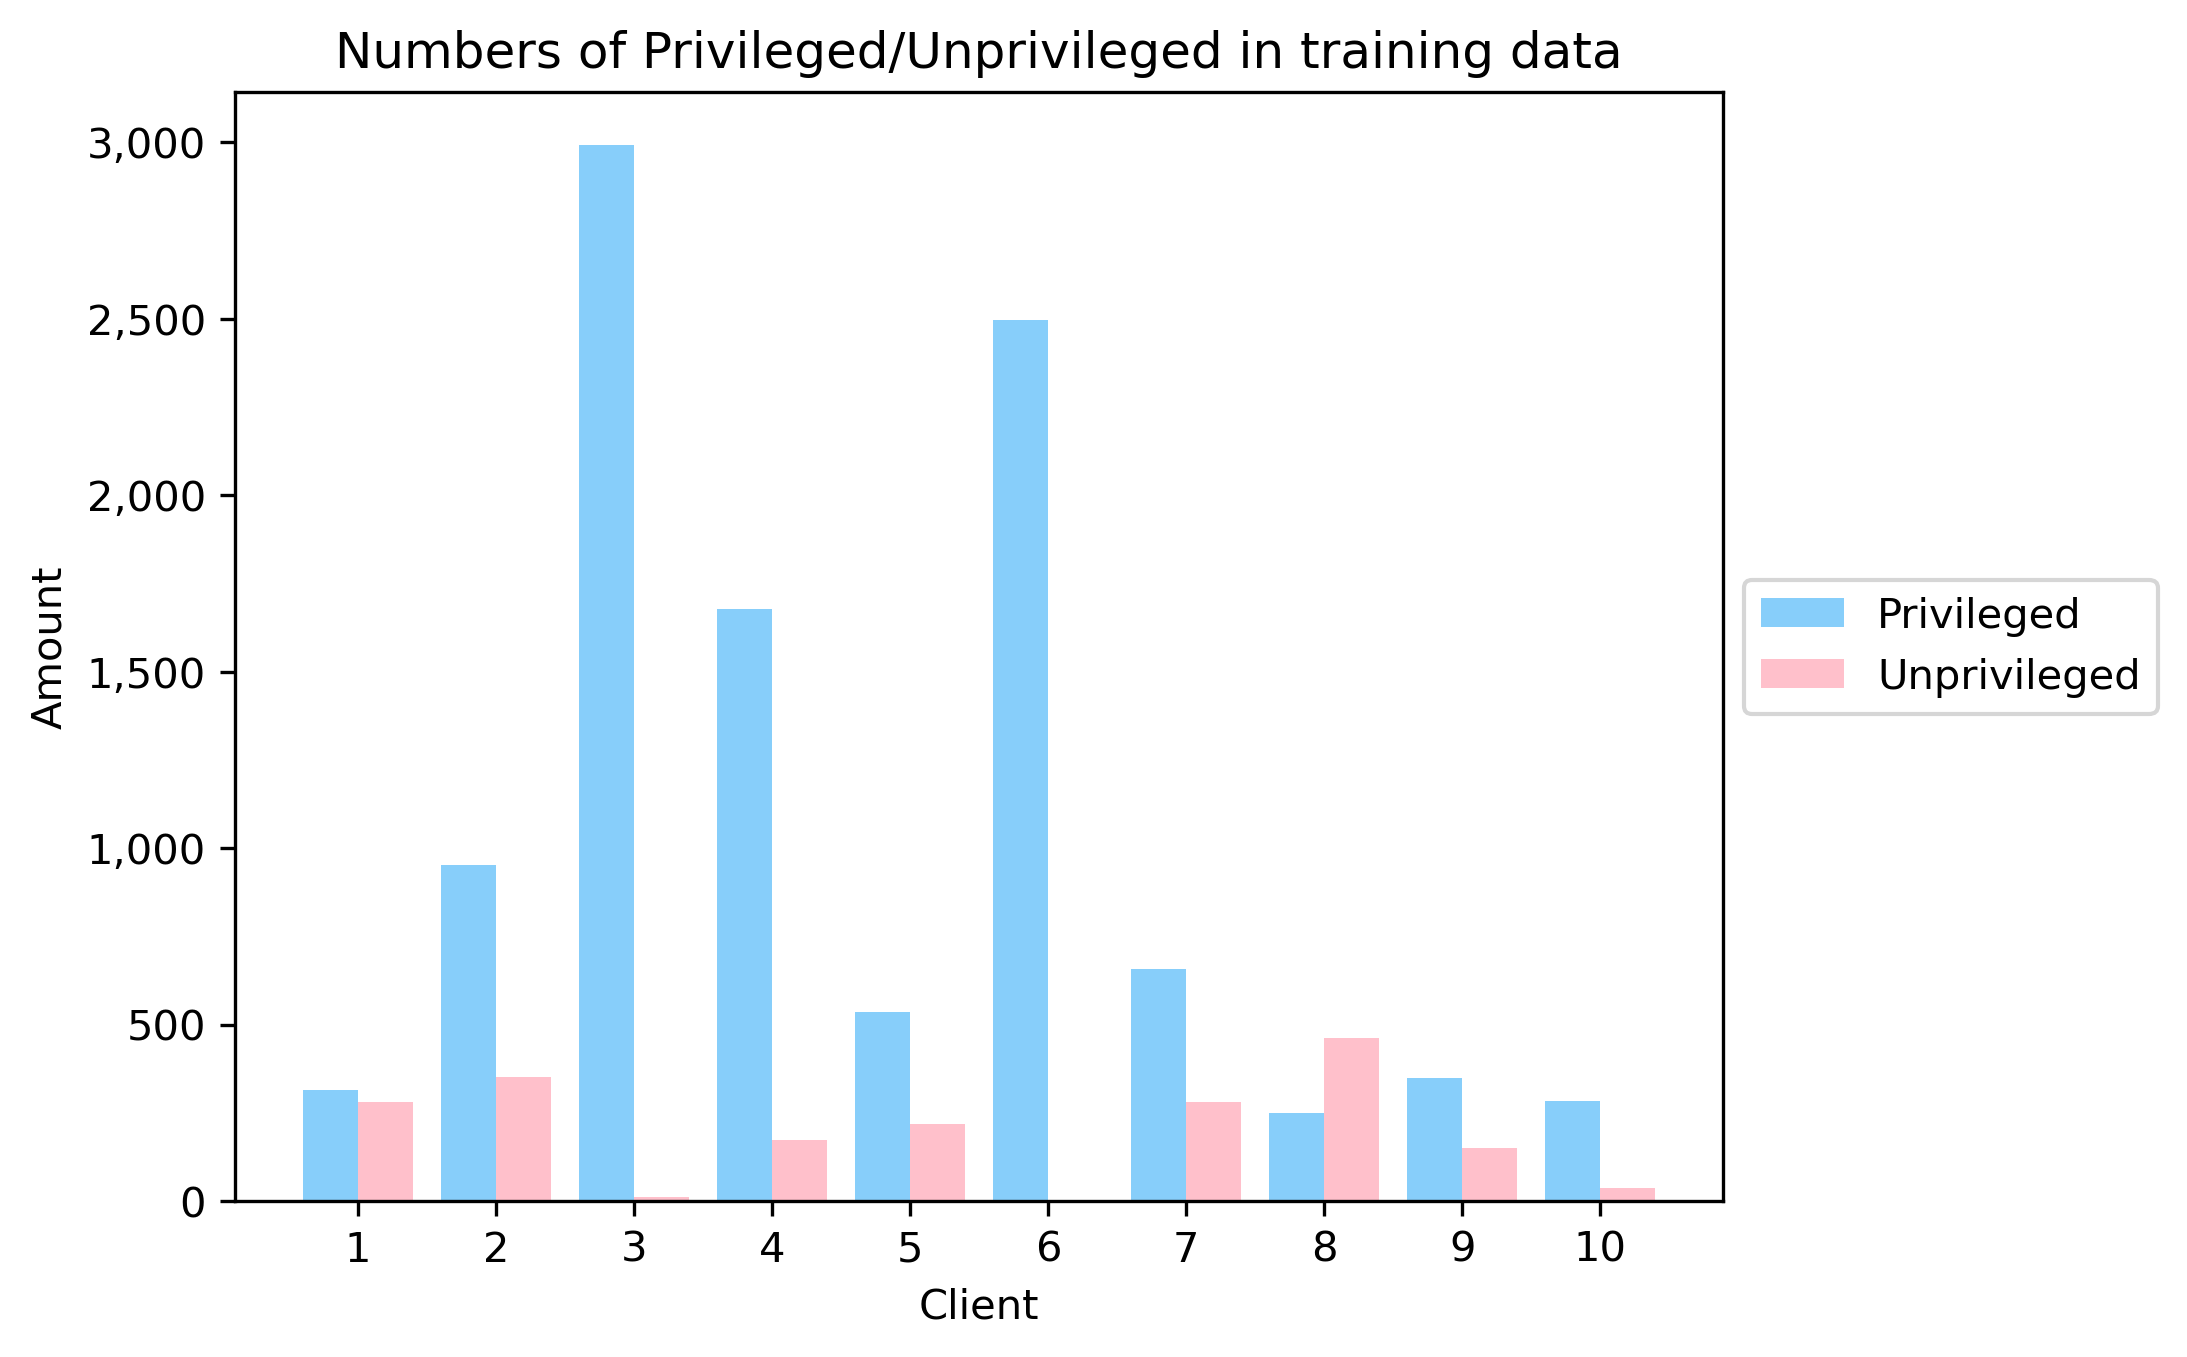 Numbers of Privileged/Unprivileged in training data
3,000
2,500
2,000
1,500
1,000
500
0
Amount
1 2 3 4 5 6 7 8 9 10
Client
Privileged
Unprivileged